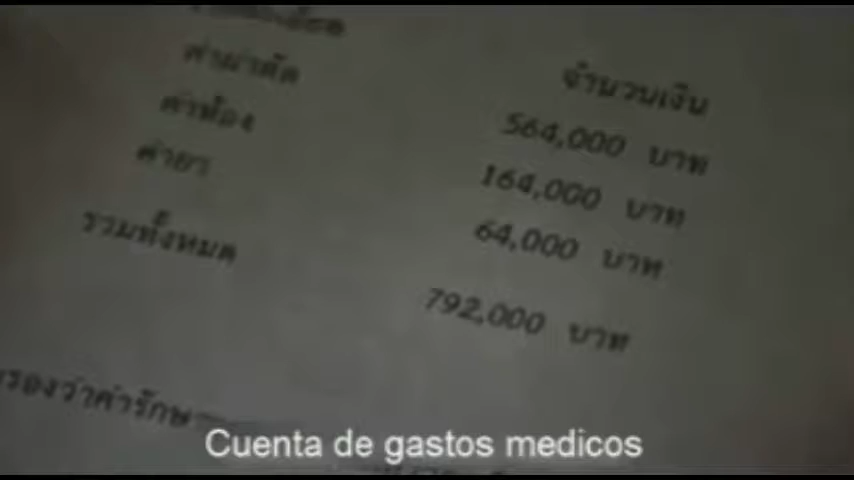 จำนวนเงิน
ค่าผ่าตัด 564,000 บาท
ค่าห้อง 164,000 บาท
ค่ายา 64,000 บาท
รวมทั้งหมด 792,000 บาท
Cuenta de gastos medicos